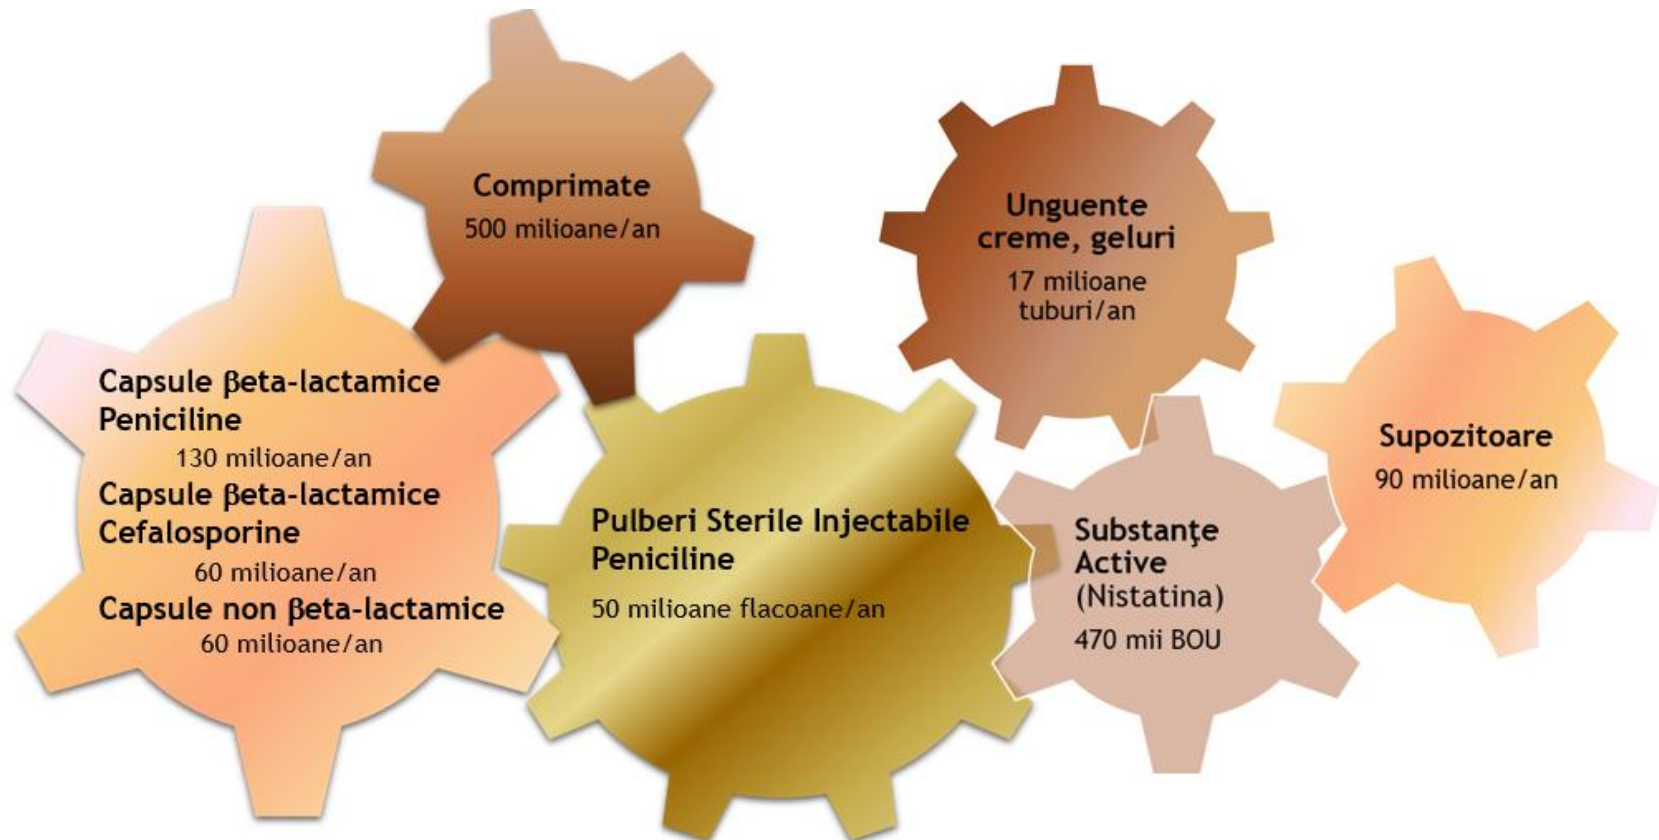 Comprimate
500 milioane/an
Unguente
creme, geluri
17 milioane
tuburi/an
Capsule βeta-lactamice
Peniciline
130 milioane/an
Capsule βeta-lactamice
Cefalosporine
60 milioane/an
Capsule non βeta-lactamice
60 milioane/an
Pulberi Sterile Injectabile
Peniciline
50 milioane flacoane/an
Substanţe
Active
(Nistatina)
470 mii BOU
Supozitoare
90 milioane/an